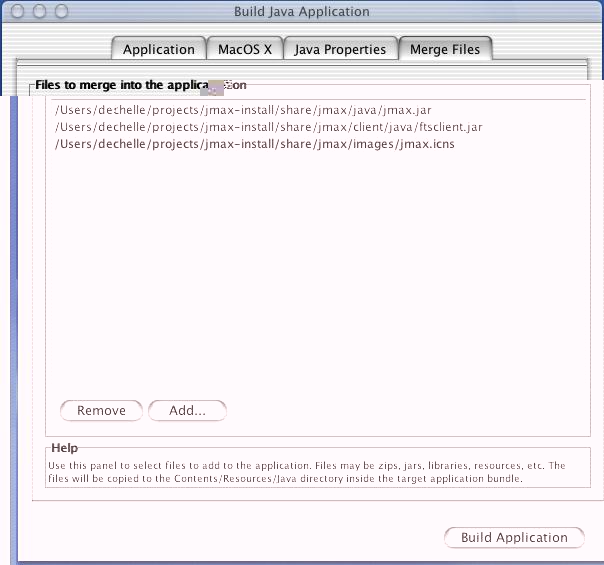 Build Java Application
Application MacOS X Java Properties Merge Files
Files to merge into the application
/Users/dechelle/projects/jmax-install/share/jmax/java/jmax.jar
/Users/dechelle/projects/jmax-install/share/jmax/client/java/ftsclient.jar
/Users/dechelle/projects/jmax-install/share/jmax/images/jmax.icns
Remove Add...
Help
Use this panel to select files to add to the application. Files may be zips, jars, libraries, resources, etc. The
files will be copied to the Contents/Resources/Java directory inside the target application bundle.
Build Application